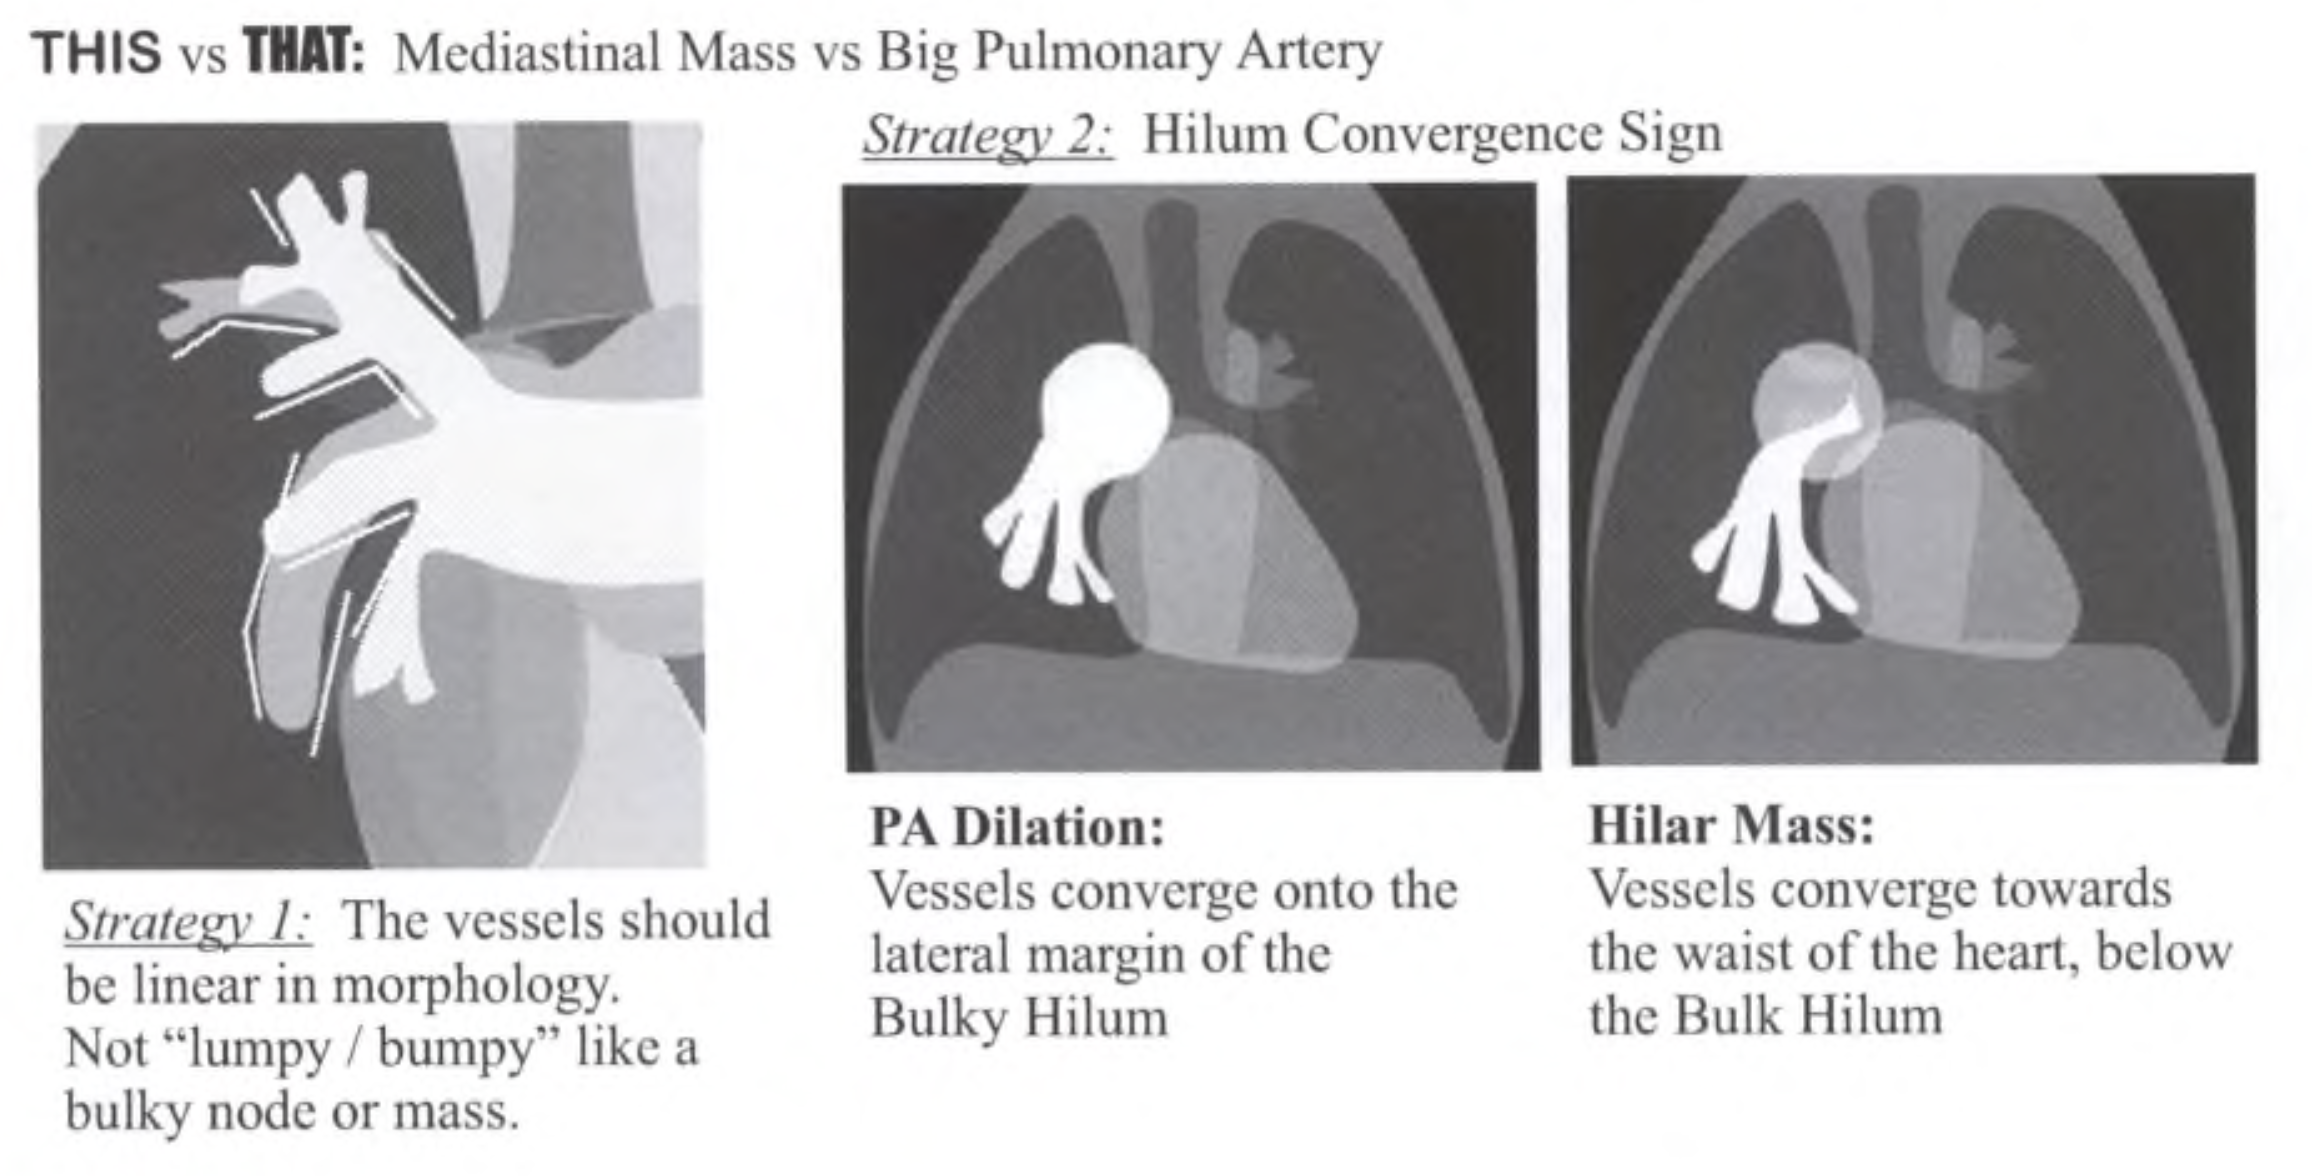 THIS vs THAT: Mediastinal Mass vs Big Pulmonary Artery
Strategy 2: Hilum Convergence Sign
Strategy 1: The vessels should
be linear in morphology.
Not “lumpy / bumpy” like a
bulky node or mass.
PA Dilation:
Vessels converge onto the
lateral margin of the
Bulky Hilum
Hilar Mass:
Vessels converge towards
the waist of the heart, below
the Bulk Hilum